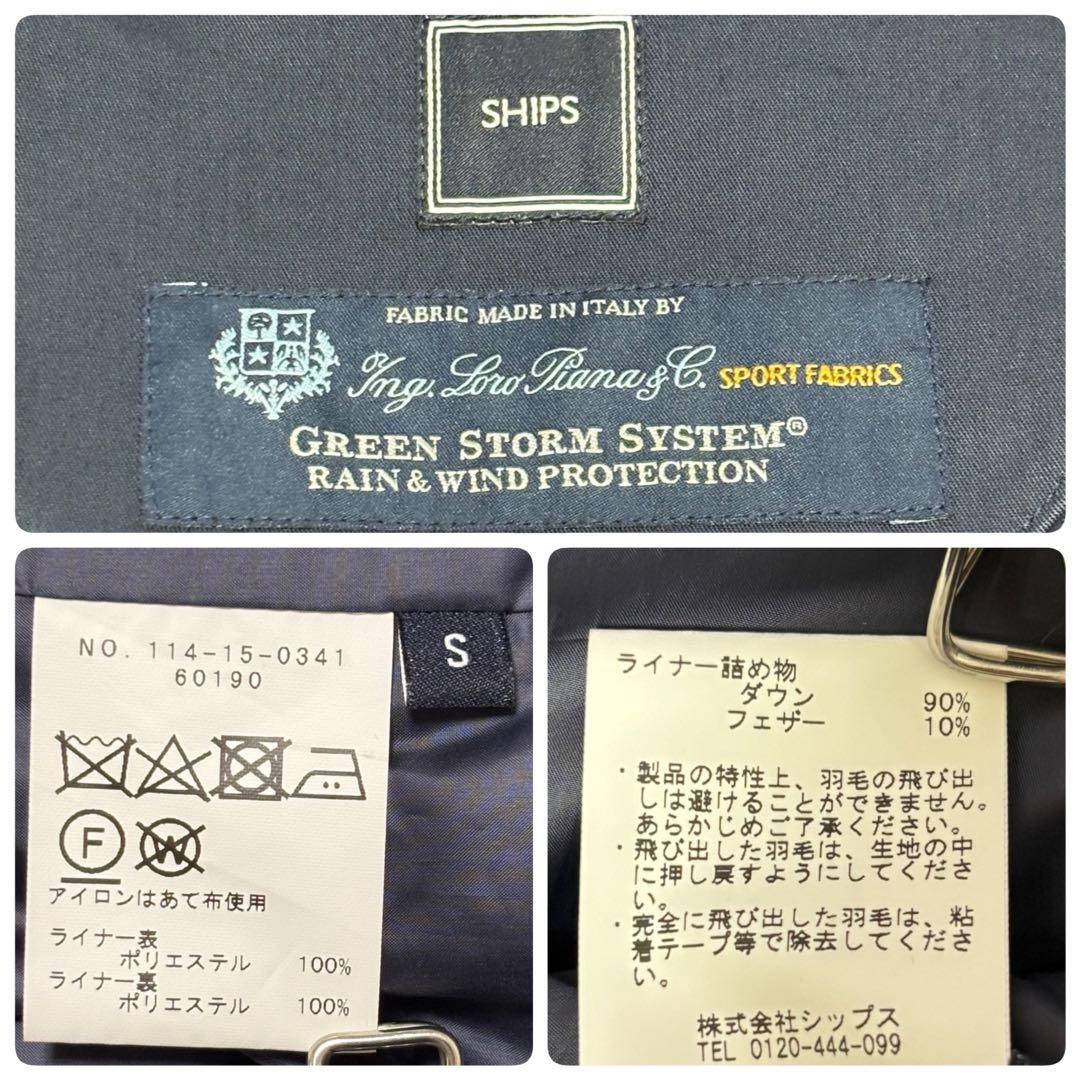 SHIPS
FABRIC MADE IN ITALY BY
Ing. Loro Piana & C. SPORT FABRICS
GREEN STORM SYSTEM®
RAIN & WIND PROTECTION
NO. 114-15-0341
60190
S
F
W
アイロンはあて布使用
ライナー表
ポリエステル 100%
ライナー裏
ポリエステル 100%
ライナー詰め物
ダウン 90%
フェザー 10%
・製品の特性上、羽毛の飛び出
しは避けることができません。
あらかじめご了承ください。
・飛び出した羽毛は、生地の中
に押し戻すようにしてくださ
い。
・完全に飛び出した羽毛は、粘
着テープ等で除去してくださ
い。
株式会社シップス
TEL 0120-444-099